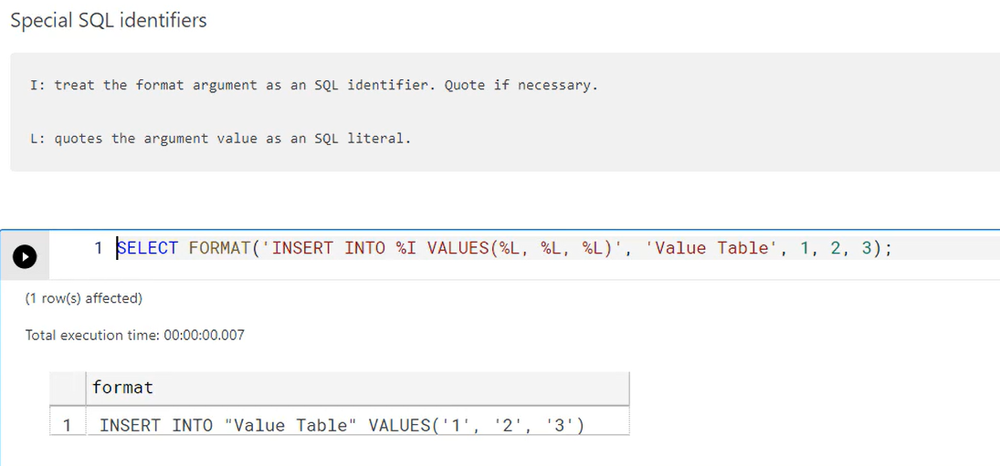 Special SQL identifiers
I: treat the format argument as an SQL identifier. Quote if necessary.
L: quotes the argument value as an SQL literal.
1 SELECT FORMAT('INSERT INTO %I VALUES(%L, %L, %L)', 'Value Table', 1, 2, 3);
(1 row(s) affected)
Total execution time: 00:00:00.007
format
1 INSERT INTO "Value Table" VALUES('1', '2', '3')